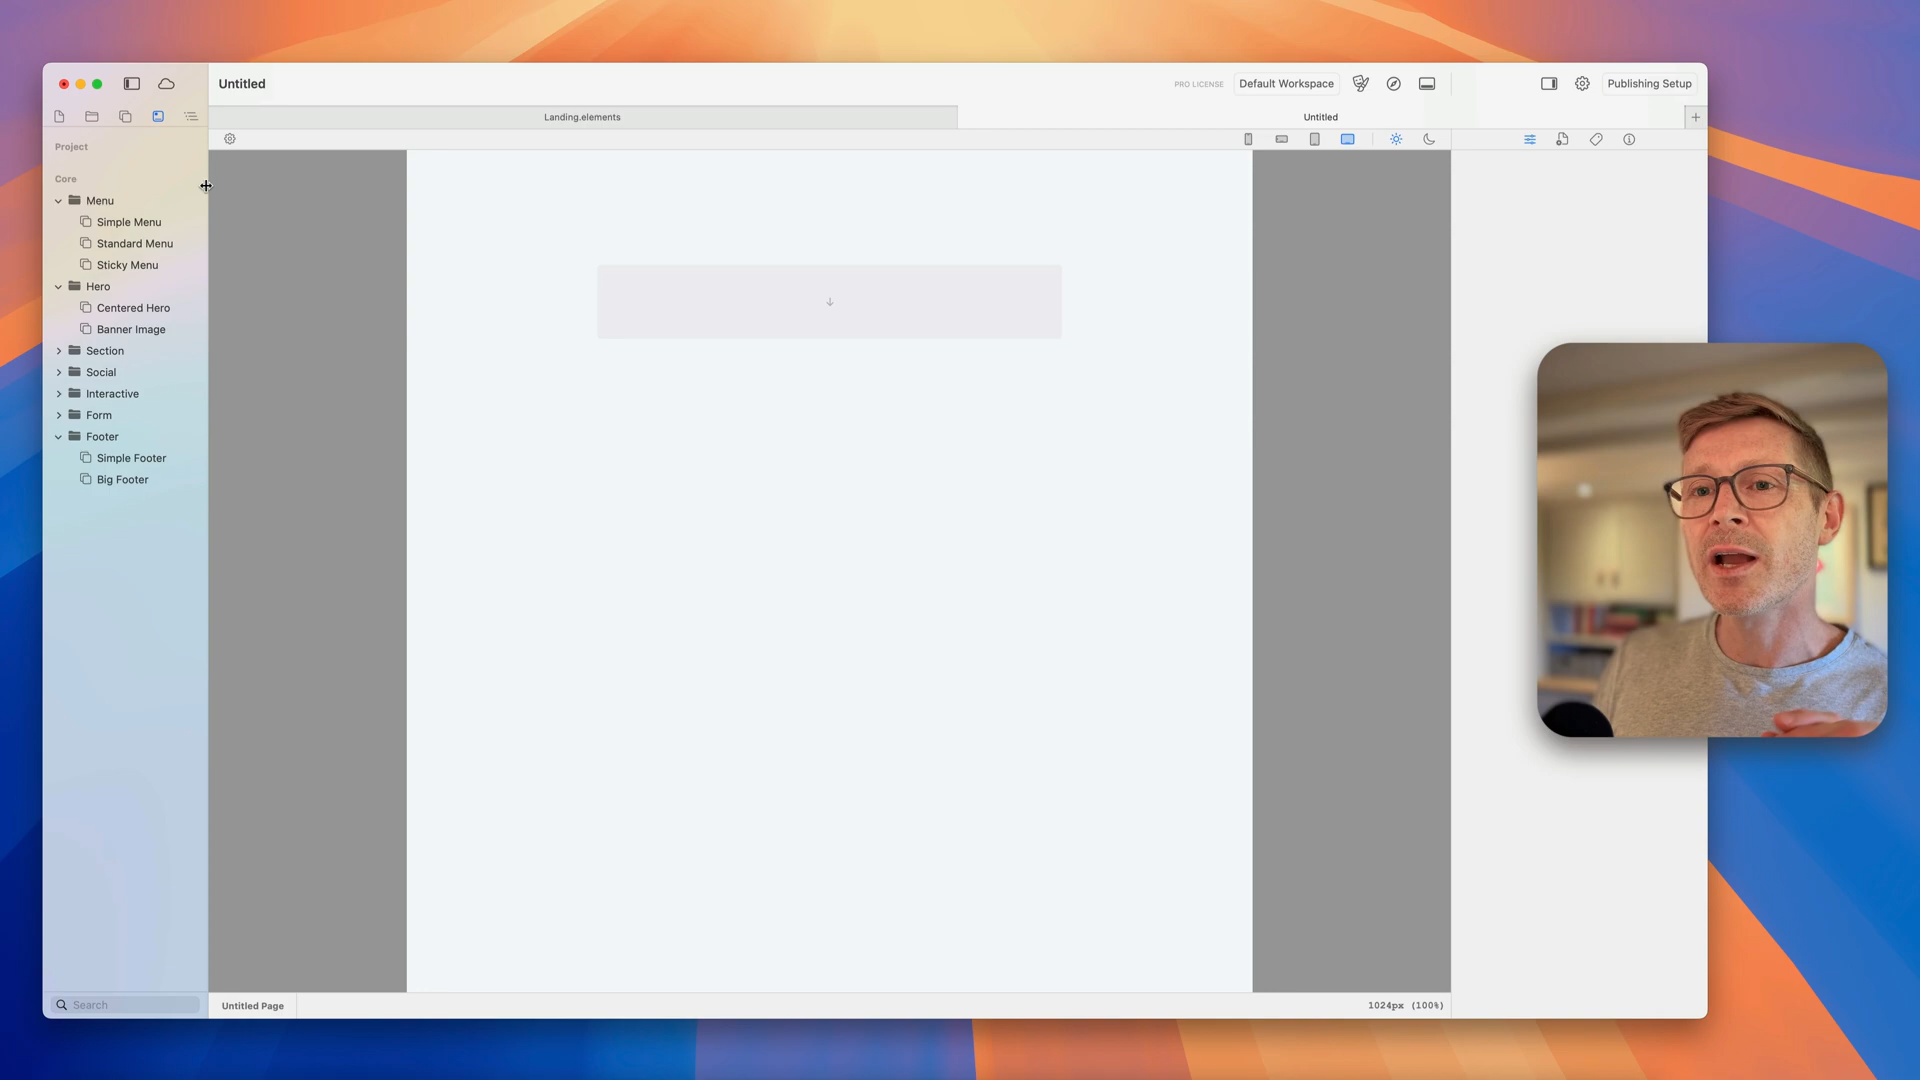 Untitled
PRO LICENSE
Default Workspace
Publishing Setup
Landing.elements
Untitled
Project
Core
Menu
Simple Menu
Standard Menu
Sticky Menu
Hero
Centered Hero
Banner Image
Section
Social
Interactive
Form
Footer
Simple Footer
Big Footer
Search
Untitled Page
1024px (100%)